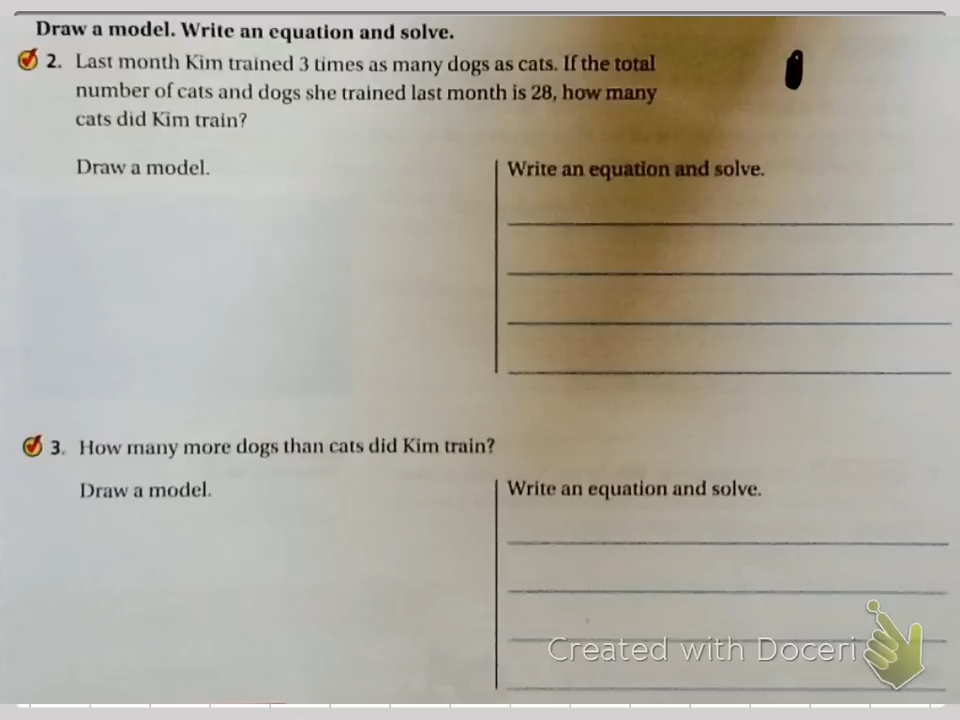 Draw a model. Write an equation and solve.
2. Last month Kim trained 3 times as many dogs as cats. If the total
number of cats and dogs she trained last month is 28, how many
cats did Kim train?
Draw a model.
Write an equation and solve.
3. How many more dogs than cats did Kim train?
Draw a model.
Write an equation and solve.
Created with Doceri